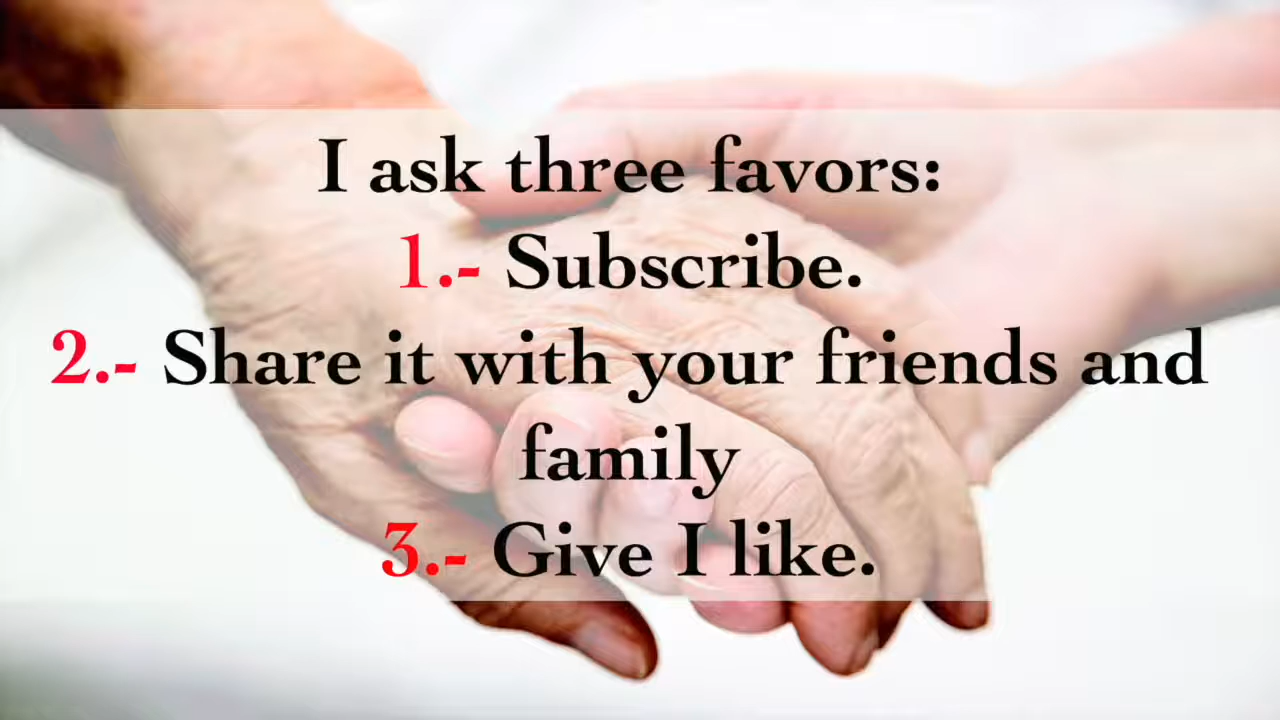 I ask three favors:
1.- Subscribe.
2.- Share it with your friends and
family
3.- Give I like.